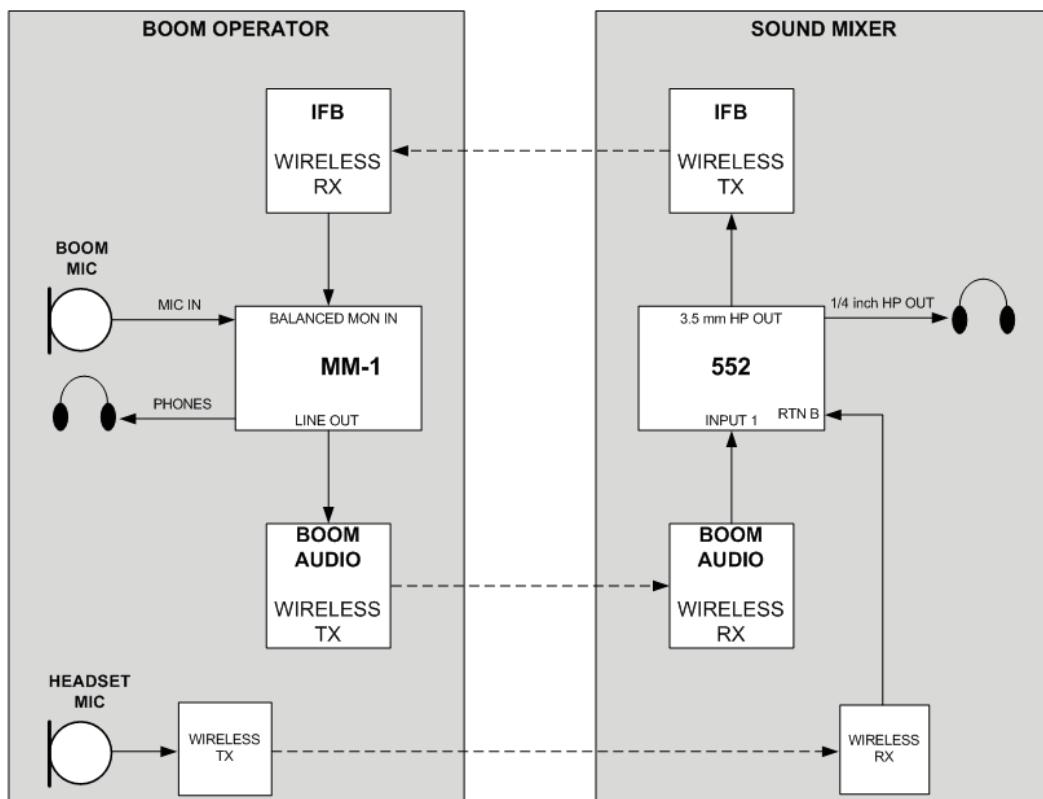 BOOM OPERATOR
IFB
WIRELESS
RX
BOOM
MIC
MIC IN
BALANCED MON IN
MM-1
PHONES
LINE OUT
BOOM
AUDIO
WIRELESS
TX
HEADSET
MIC
WIRELESS
TX
SOUND MIXER
IFB
WIRELESS
TX
3.5 mm HP OUT
1/4 inch HP OUT
552
INPUT 1
RTN B
BOOM
AUDIO
WIRELESS
RX
WIRELESS
RX